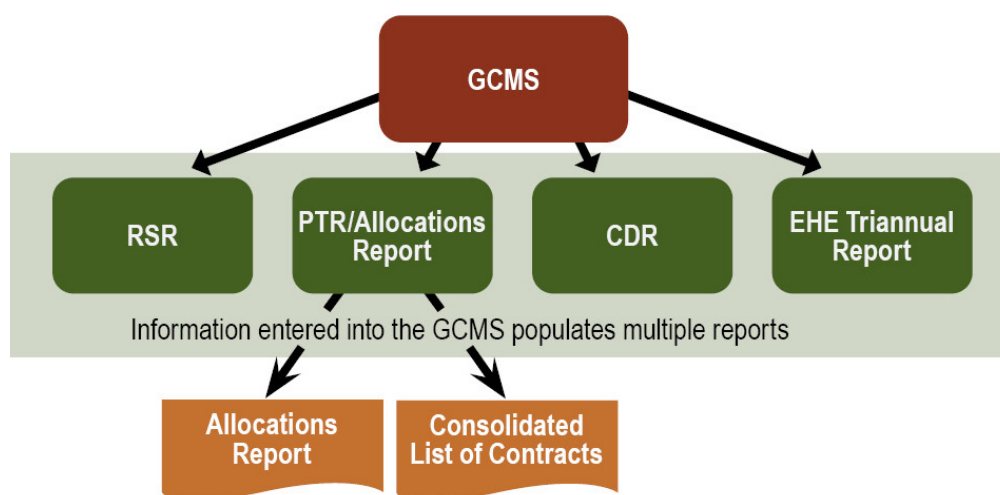 GCMS
RSR
PTR/Allocations
Report
CDR
EHE Triannual
Report
Information entered into the GCMS populates multiple reports
Allocations
Report
Consolidated
List of Contracts